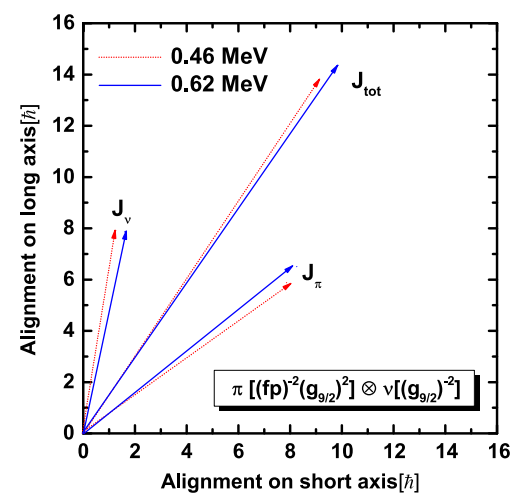 16
14
12
10
8
6
4
2
0
Alignment on long axis[ℏ]
0.46 MeV
0.62 MeV
J_tot
J_ν
J_π
π [(fp)^-2(g_9/2)^2] ⊗ ν[(g_9/2)^-2]
0 2 4 6 8 10 12 14 16
Alignment on short axis[ℏ]